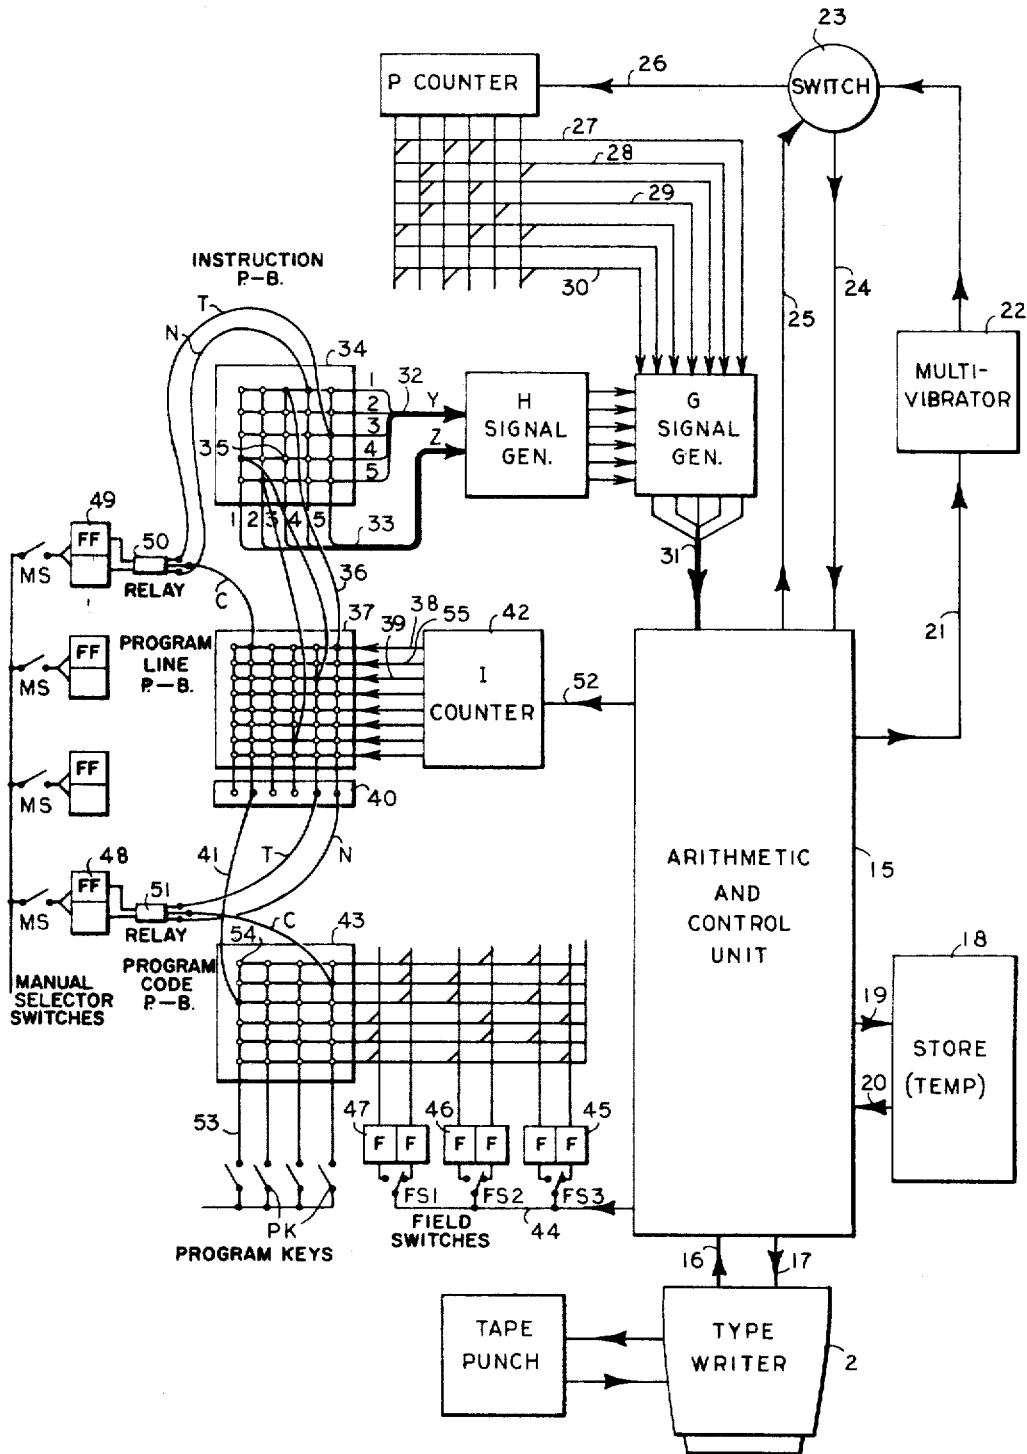 23
26
P COUNTER
SWITCH
27
28
29
30
INSTRUCTION
P.-B.
T
N
25
24
22
MULTI-
VIBRATOR
34
1
32
2
Y
3
35
4
Z
5
H
SIGNAL
GEN.
G
SIGNAL
GEN.
1 2 3 4 5
33
31
49
FF
50
MS
RELAY
C
36
21
PROGRAM
LINE
P.-B.
37
38
55
39
42
FF
MS
I
COUNTER
52
FF
MS
40
41
T
N
ARITHMETIC
AND
CONTROL
UNIT
15
48
FF
51
MS
RELAY
C
43
54
PROGRAM
CODE
P.-B.
MANUAL
SELECTOR
SWITCHES
18
19
STORE
(TEMP)
20
53
47
F F
46
F F
45
F F
FS1
FS2
FS3
PK
FIELD
SWITCHES
44
PROGRAM KEYS
16
17
TAPE
PUNCH
TYPE
WRITER
2